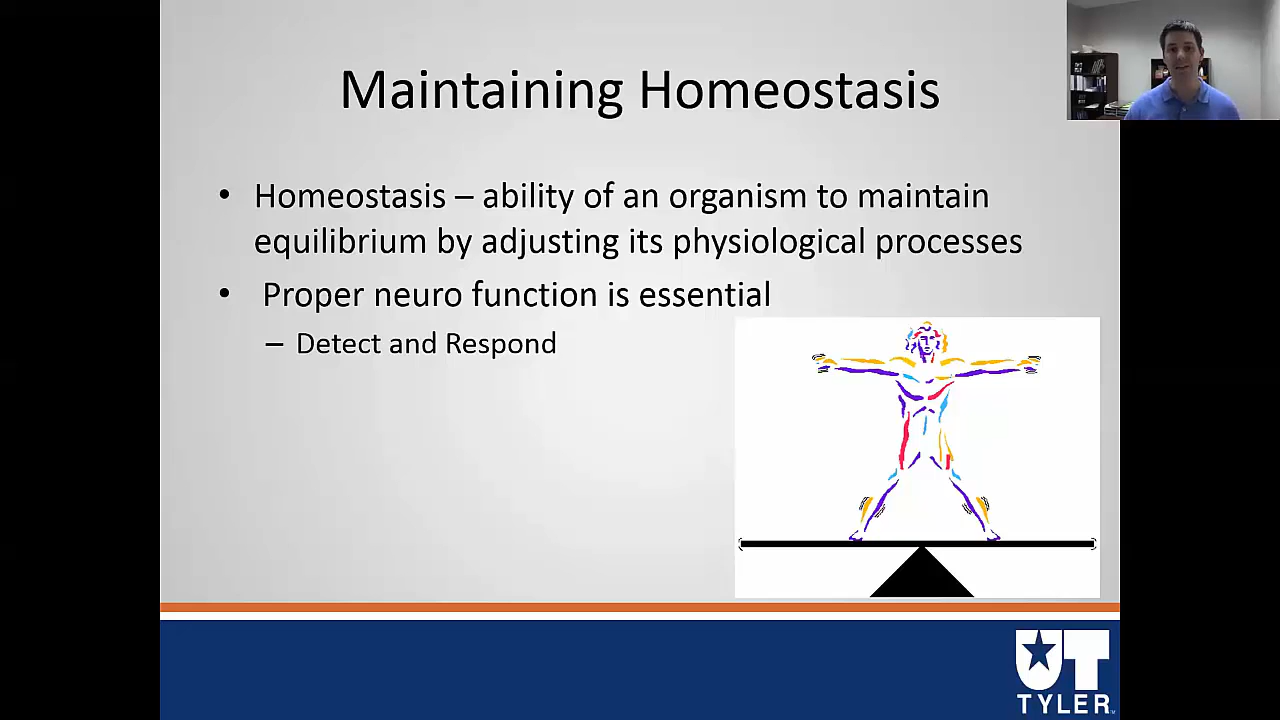 Maintaining Homeostasis
• Homeostasis – ability of an organism to maintain
equilibrium by adjusting its physiological processes
• Proper neuro function is essential
– Detect and Respond
UT
TYLER